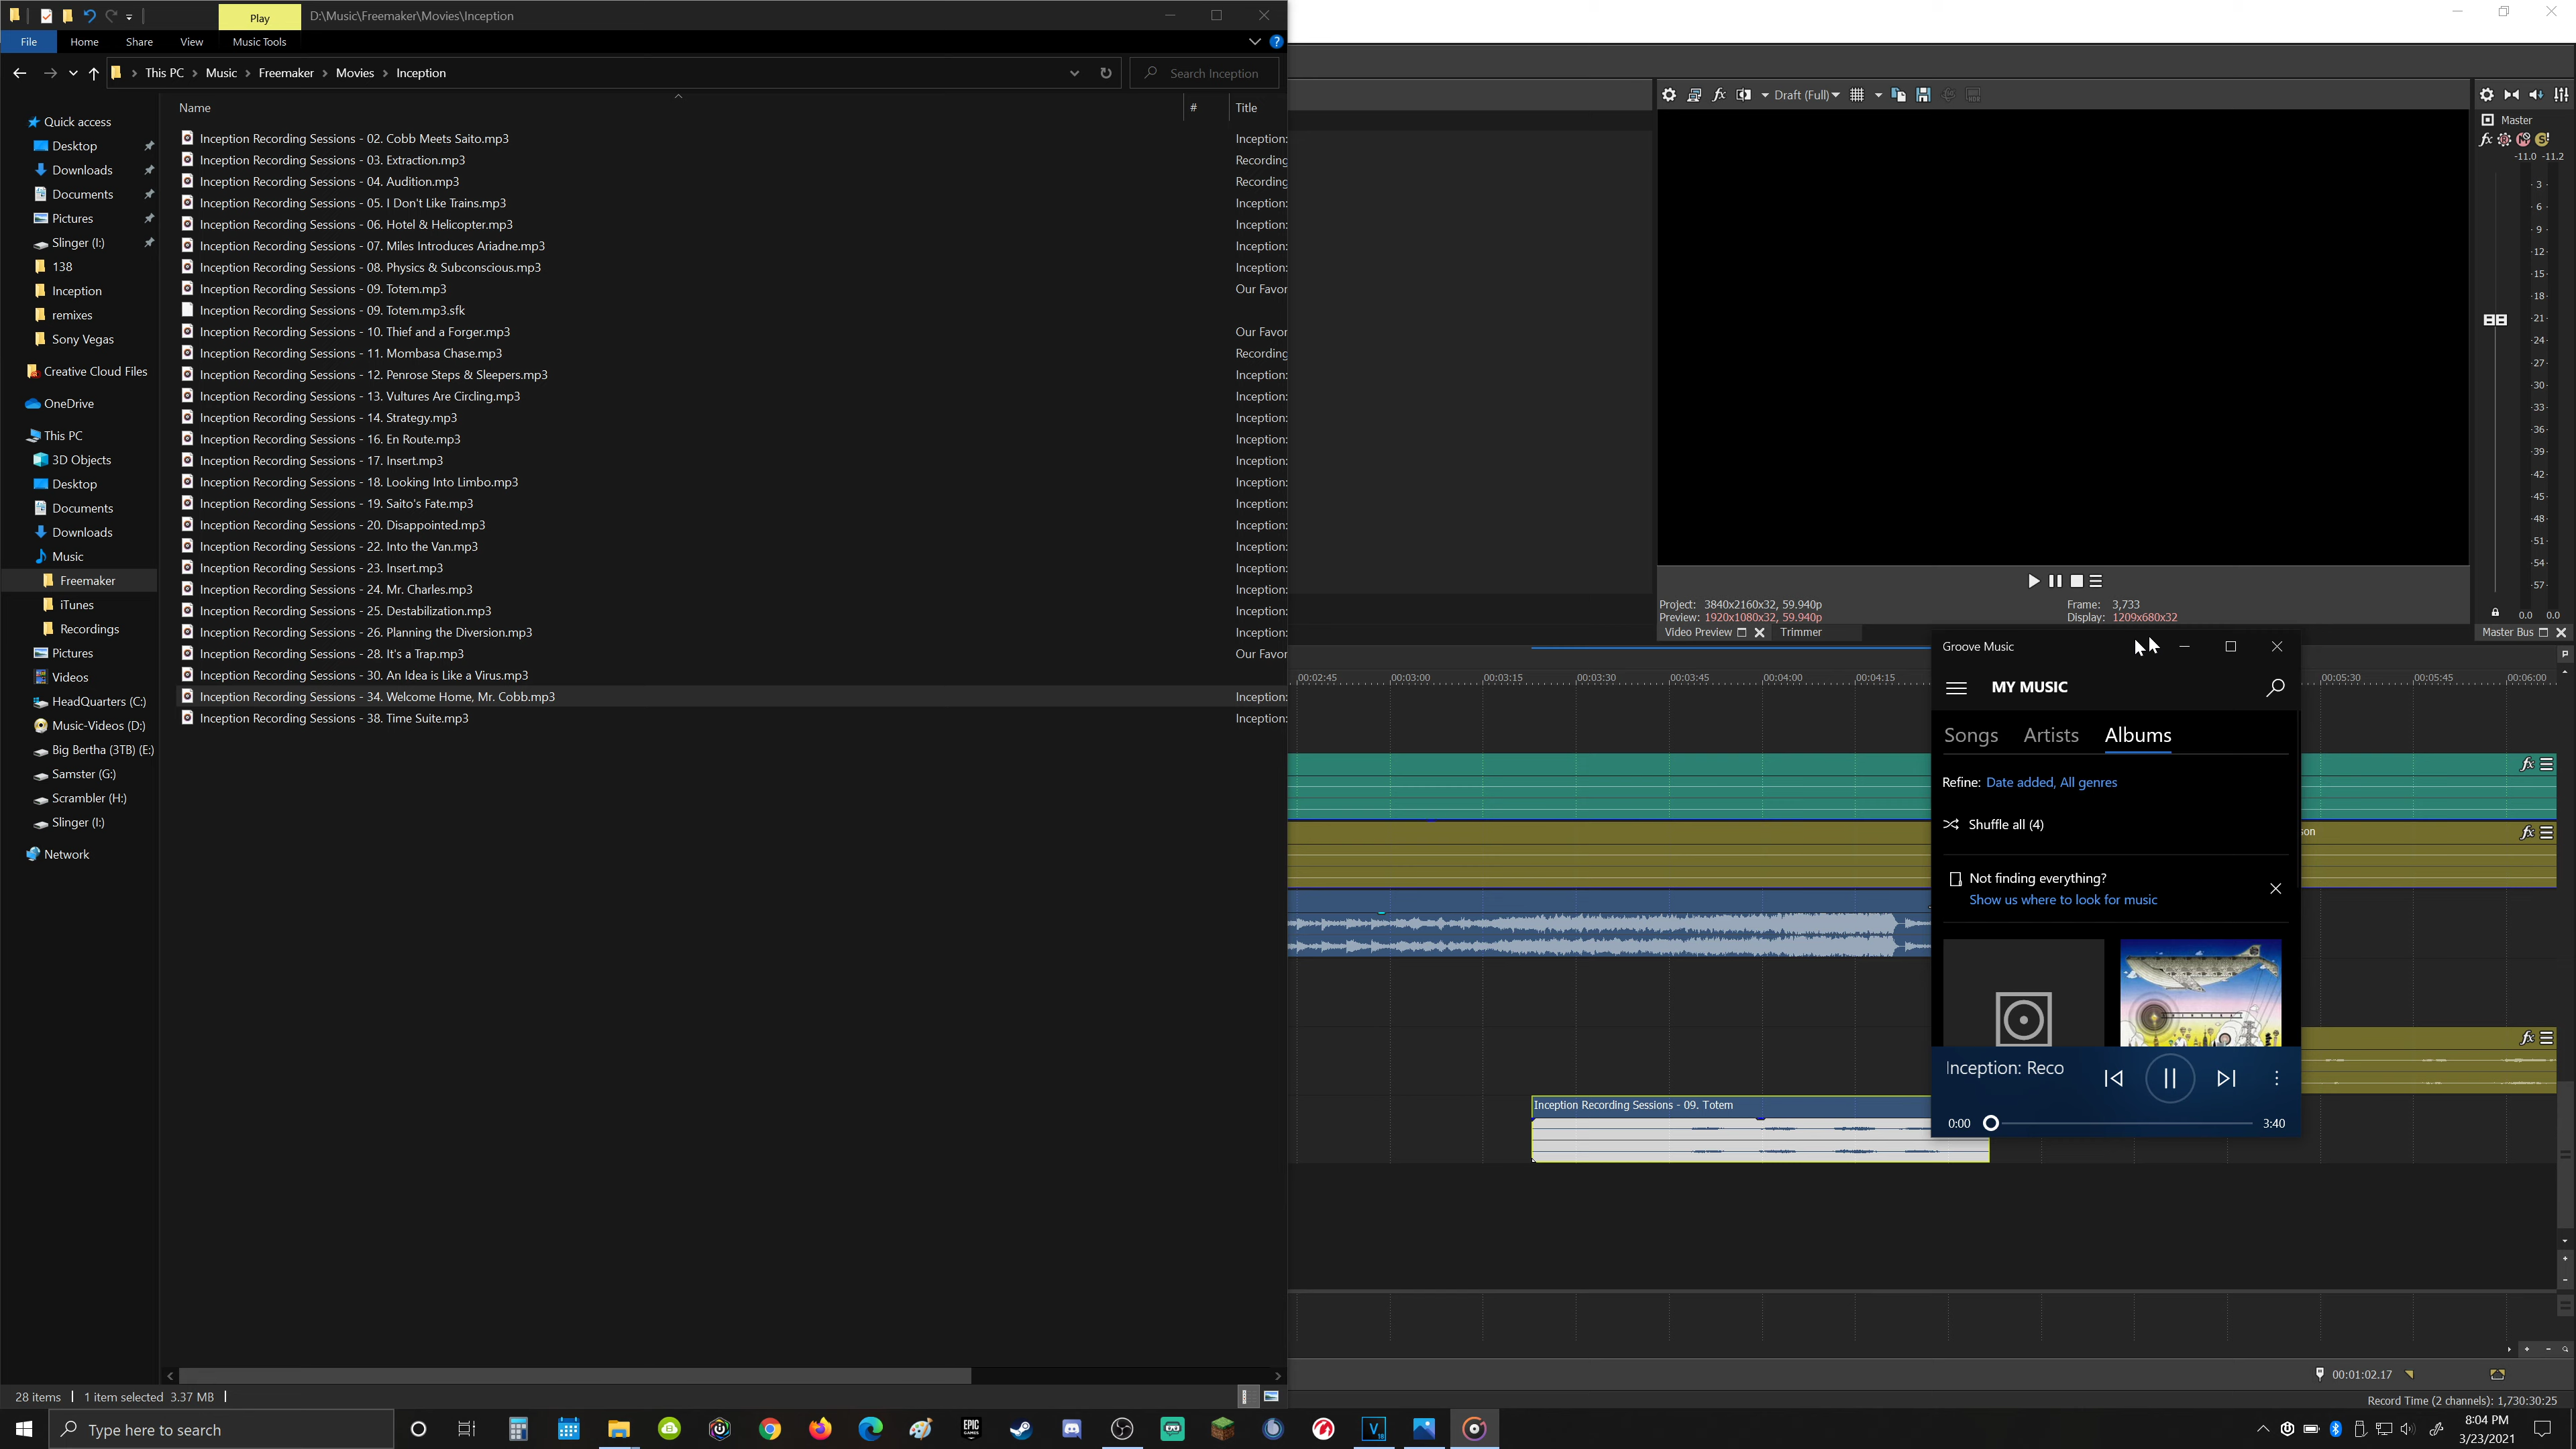 Play
D:\Music\Freemaker\Movies\Inception
File
Home
Share
View
Music Tools
This PC
Music
Freemaker
Movies
Inception
Search Inception
Name
#
Title
Quick access
Desktop
Downloads
Documents
Pictures
Slinger (I:)
138
Inception
remixes
Sony Vegas
Creative Cloud Files
OneDrive
This PC
3D Objects
Desktop
Documents
Downloads
Music
Freemaker
iTunes
Recordings
Pictures
Videos
HeadQuarters (C:)
Music-Videos (D:)
Big Bertha (3TB) (E:)
Samster (G:)
Scrambler (H:)
Slinger (I:)
Network
Inception Recording Sessions - 02. Cobb Meets Saito.mp3 Inception:
Inception Recording Sessions - 03. Extraction.mp3 Recording
Inception Recording Sessions - 04. Audition.mp3 Recording
Inception Recording Sessions - 05. I Don't Like Trains.mp3 Inception:
Inception Recording Sessions - 06. Hotel & Helicopter.mp3 Inception:
Inception Recording Sessions - 07. Miles Introduces Ariadne.mp3 Inception:
Inception Recording Sessions - 08. Physics & Subconscious.mp3 Inception:
Inception Recording Sessions - 09. Totem.mp3 Our Favor
Inception Recording Sessions - 09. Totem.mp3.sfk
Inception Recording Sessions - 10. Thief and a Forger.mp3 Our Favor
Inception Recording Sessions - 11. Mombasa Chase.mp3 Recording
Inception Recording Sessions - 12. Penrose Steps & Sleepers.mp3 Inception:
Inception Recording Sessions - 13. Vultures Are Circling.mp3 Inception:
Inception Recording Sessions - 14. Strategy.mp3 Inception:
Inception Recording Sessions - 16. En Route.mp3 Inception:
Inception Recording Sessions - 17. Insert.mp3 Inception:
Inception Recording Sessions - 18. Looking Into Limbo.mp3 Inception:
Inception Recording Sessions - 19. Saito's Fate.mp3 Inception:
Inception Recording Sessions - 20. Disappointed.mp3 Inception:
Inception Recording Sessions - 22. Into the Van.mp3 Inception:
Inception Recording Sessions - 23. Insert.mp3 Inception:
Inception Recording Sessions - 24. Mr. Charles.mp3 Inception:
Inception Recording Sessions - 25. Destabilization.mp3 Inception:
Inception Recording Sessions - 26. Planning the Diversion.mp3 Inception:
Inception Recording Sessions - 28. It's a Trap.mp3 Our Favor
Inception Recording Sessions - 30. An Idea is Like a Virus.mp3
Inception Recording Sessions - 34. Welcome Home, Mr. Cobb.mp3 Inception:
Inception Recording Sessions - 38. Time Suite.mp3 Inception:
28 items 1 item selected 3.37 MB
fx Draft (Full)
Master
fx
-11.0 -11.2
- 3 -
- 6 -
- 9 -
-12-
-15-
-18-
-21-
-24-
-27-
-30-
-33-
-36-
-39-
-42-
-45-
-48-
-51-
-54-
-57-
0.0 0.0
Project: 3840x2160x32, 59.940p Frame: 3,733
Preview: 1920x1080x32, 59.940p Display: 1209x680x32
Video Preview Trimmer
Master Bus
00:02:45 00:03:00 00:03:15 00:03:30 00:03:45 00:04:00 00:04:15 00:05:30 00:05:45 00:06:00
fx
son fx
fx
Inception Recording Sessions - 09. Totem
Groove Music
MY MUSIC
Songs Artists Albums
Refine: Date added, All genres
Shuffle all (4)
Not finding everything?
Show us where to look for music
Inception: Reco
0:00 3:40
00:01:02.17
Record Time (2 channels): 1,730:30:25
Type here to search
EPIC
GAMES
V
18
8:04 PM
3/23/2021